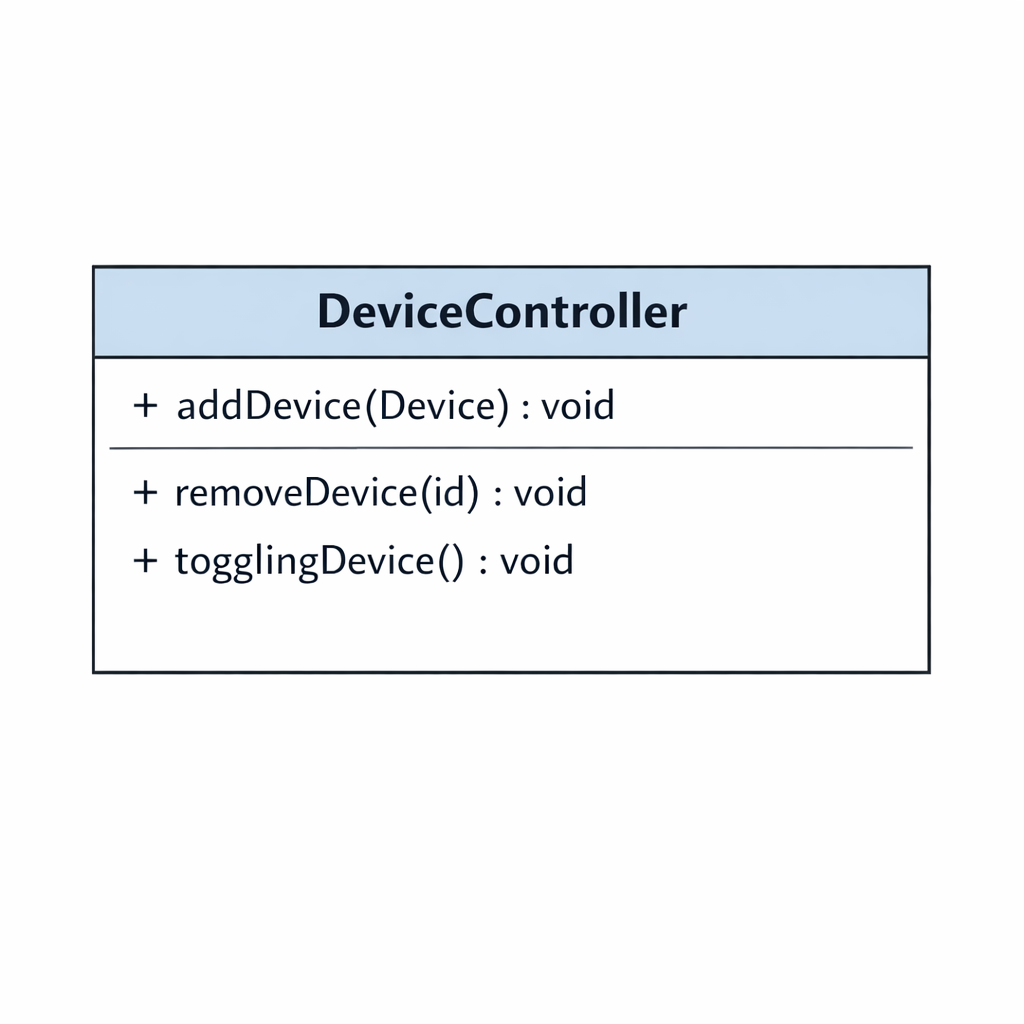 DeviceController
+ addDevice(Device) : void
+ removeDevice(id) : void
+ togglingDevice() : void